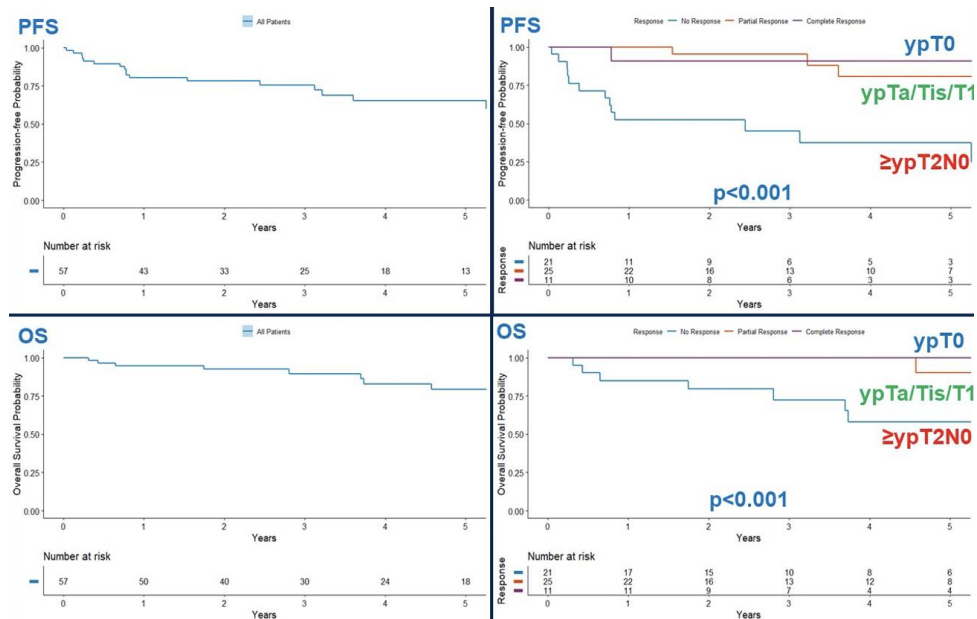 PFS
All Patients
1.00
0.75
0.50
0.25
0.00
Progression-free Probability
0 1 2 3 4 5
Years
Number at risk
57 43 33 25 18 13
0 1 2 3 4 5
Years
PFS
Response No Response Partial Response Complete Response
ypT0
ypTa/Tis/T1
≥ypT2N0
p<0.001
1.00
0.75
0.50
0.25
0.00
Progression-free Probability
0 1 2 3 4 5
Years
Number at risk
Response
21 11 9 6 5 3
25 22 16 13 10 7
11 10 8 6 3 3
0 1 2 3 4 5
Years
OS
All Patients
1.00
0.75
0.50
0.25
0.00
Overall Survival Probability
0 1 2 3 4 5
Years
Number at risk
57 50 40 30 24 18
0 1 2 3 4 5
Years
OS
Response No Response Partial Response Complete Response
ypT0
ypTa/Tis/T1
≥ypT2N0
p<0.001
1.00
0.75
0.50
0.25
0.00
Overall Survival Probability
0 1 2 3 4 5
Years
Number at risk
Response
21 17 15 10 8 6
25 22 16 13 12 8
11 11 9 7 4 4
0 1 2 3 4 5
Years